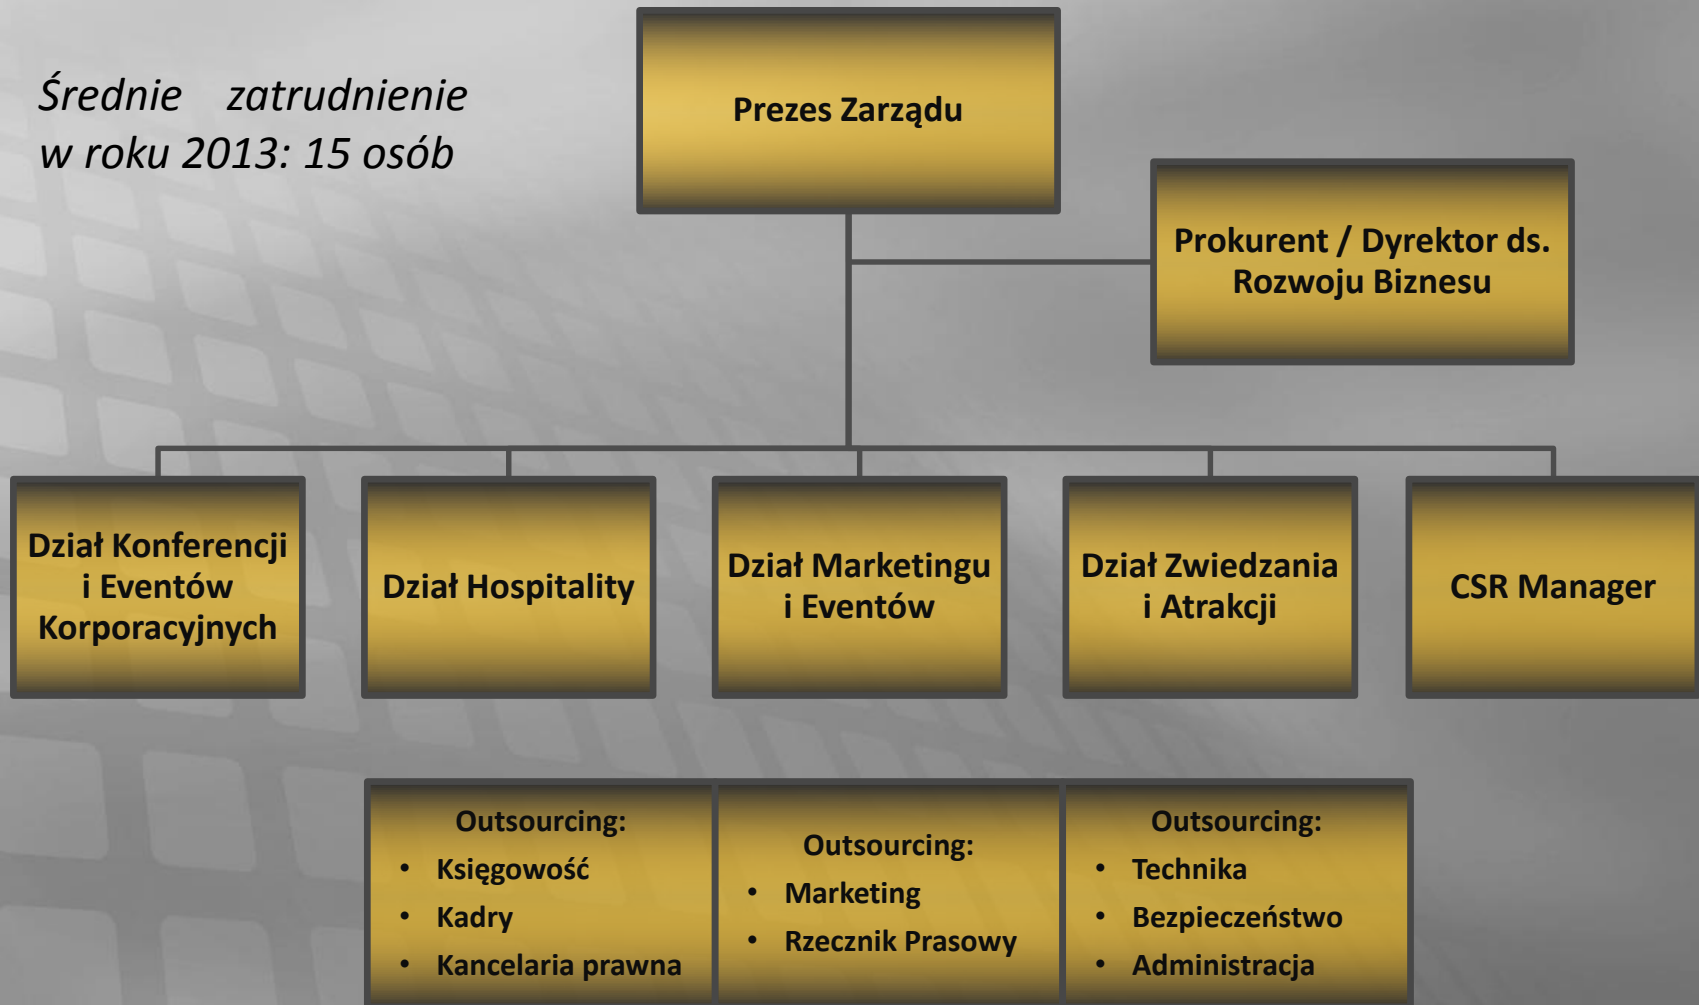 Średnie zatrudnienie
w roku 2013: 15 osób
Prezes Zarządu
Prokurent / Dyrektor ds.
Rozwoju Biznesu
Dział Konferencji
i Eventów
Korporacyjnych
Dział Hospitality
Dział Marketingu
i Eventów
Dział Zwiedzania
i Atrakcji
CSR Manager
Outsourcing:
• Księgowość
• Kadry
• Kancelaria prawna
Outsourcing:
• Marketing
• Rzecznik Prasowy
Outsourcing:
• Technika
• Bezpieczeństwo
• Administracja